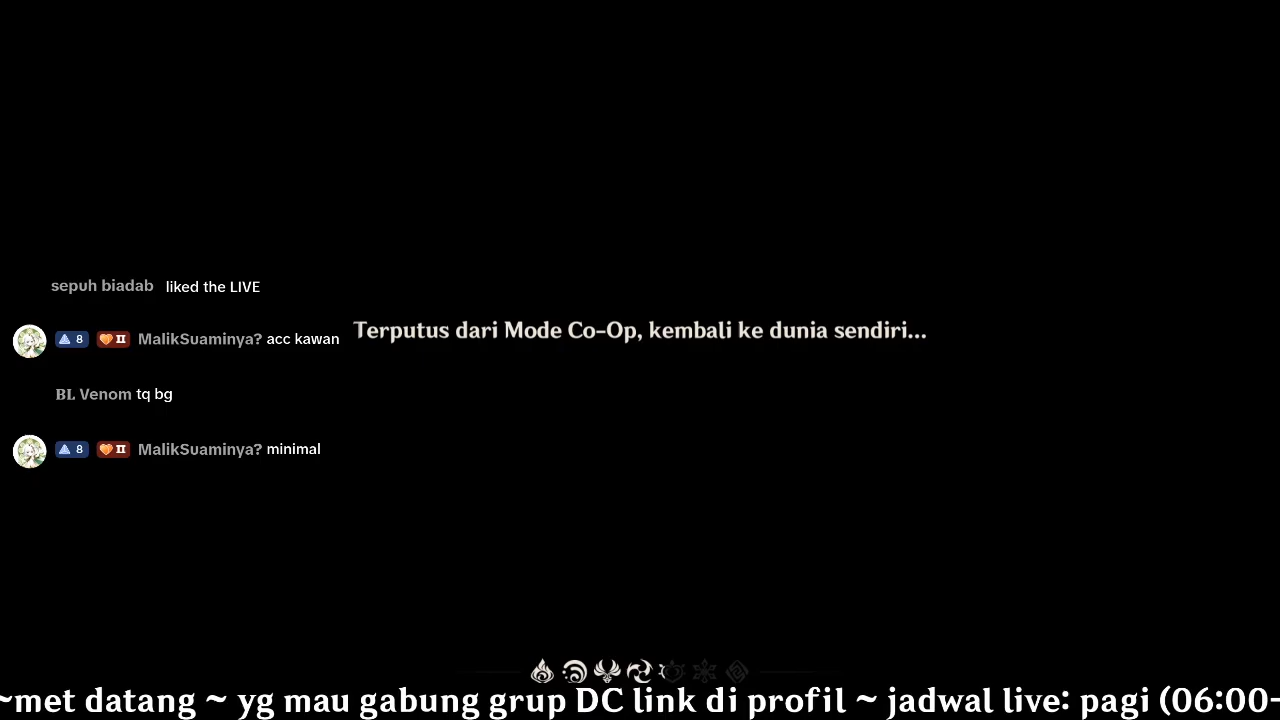 sepuh biadab liked the LIVE
Terputus dari Mode Co-Op, kembali ke dunia sendiri...
8 II MalikSuaminya? acc kawan
BL Venom tq bg
8 II MalikSuaminya? minimal
~met datang ~ yg mau gabung grup DC link di profil ~ jadwal live: pagi (06:00-